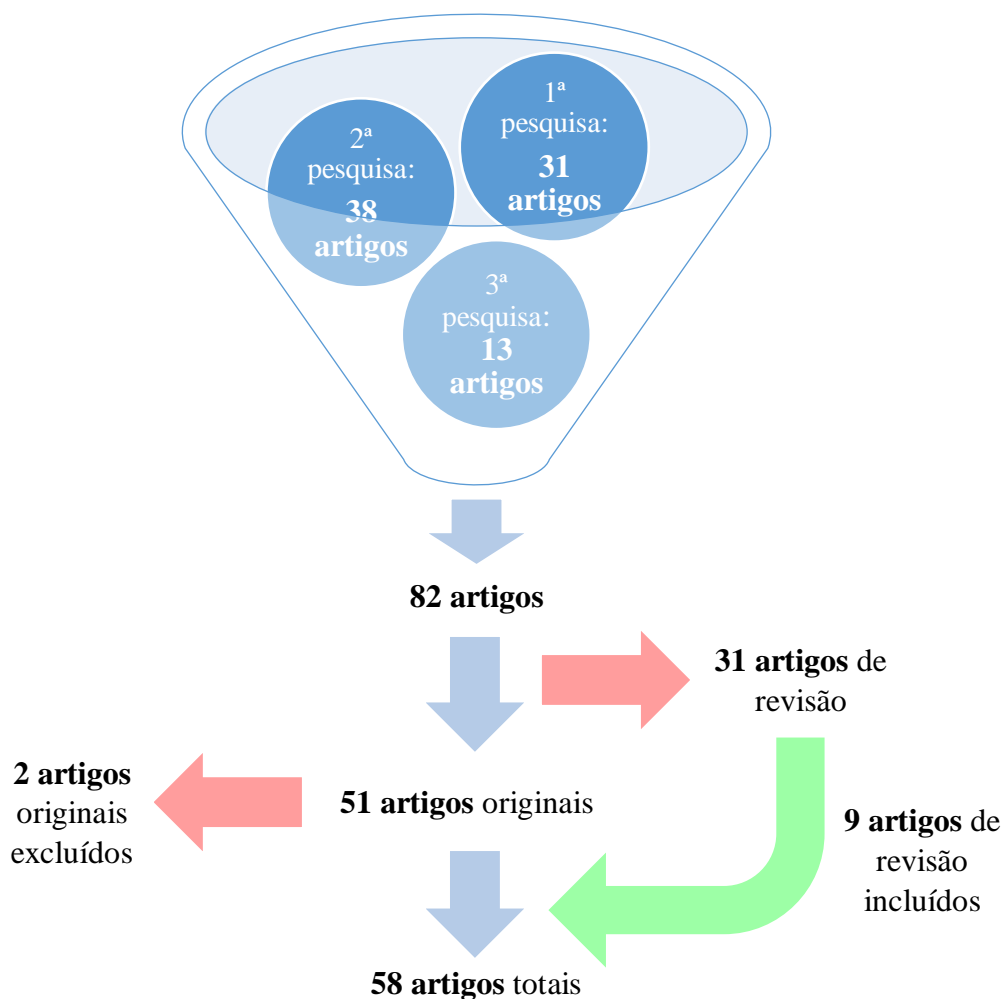 1ª
pesquisa:
31
artigos
2ª
pesquisa:
38
artigos
3ª
pesquisa:
13
artigos
82 artigos
31 artigos de
revisão
2 artigos
originais
excluídos
51 artigos originais
9 artigos de
revisão
incluídos
58 artigos totais